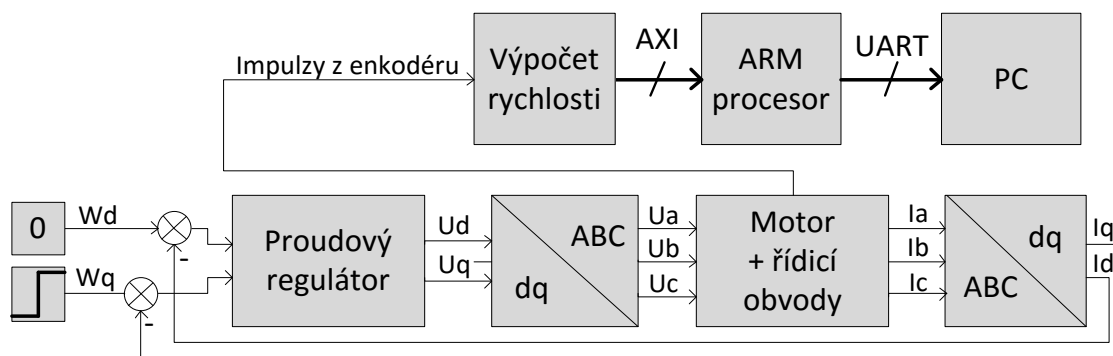 Impulzy z enkodéru
Výpočet
rychlosti
AXI
ARM
procesor
UART
PC
0
Wd
-
Wq
-
Proudový
regulátor
Ud
Uq
ABC
dq
Ua
Ub
Uc
Motor
+ řídicí
obvody
Ia
Ib
Ic
dq
ABC
Iq
Id